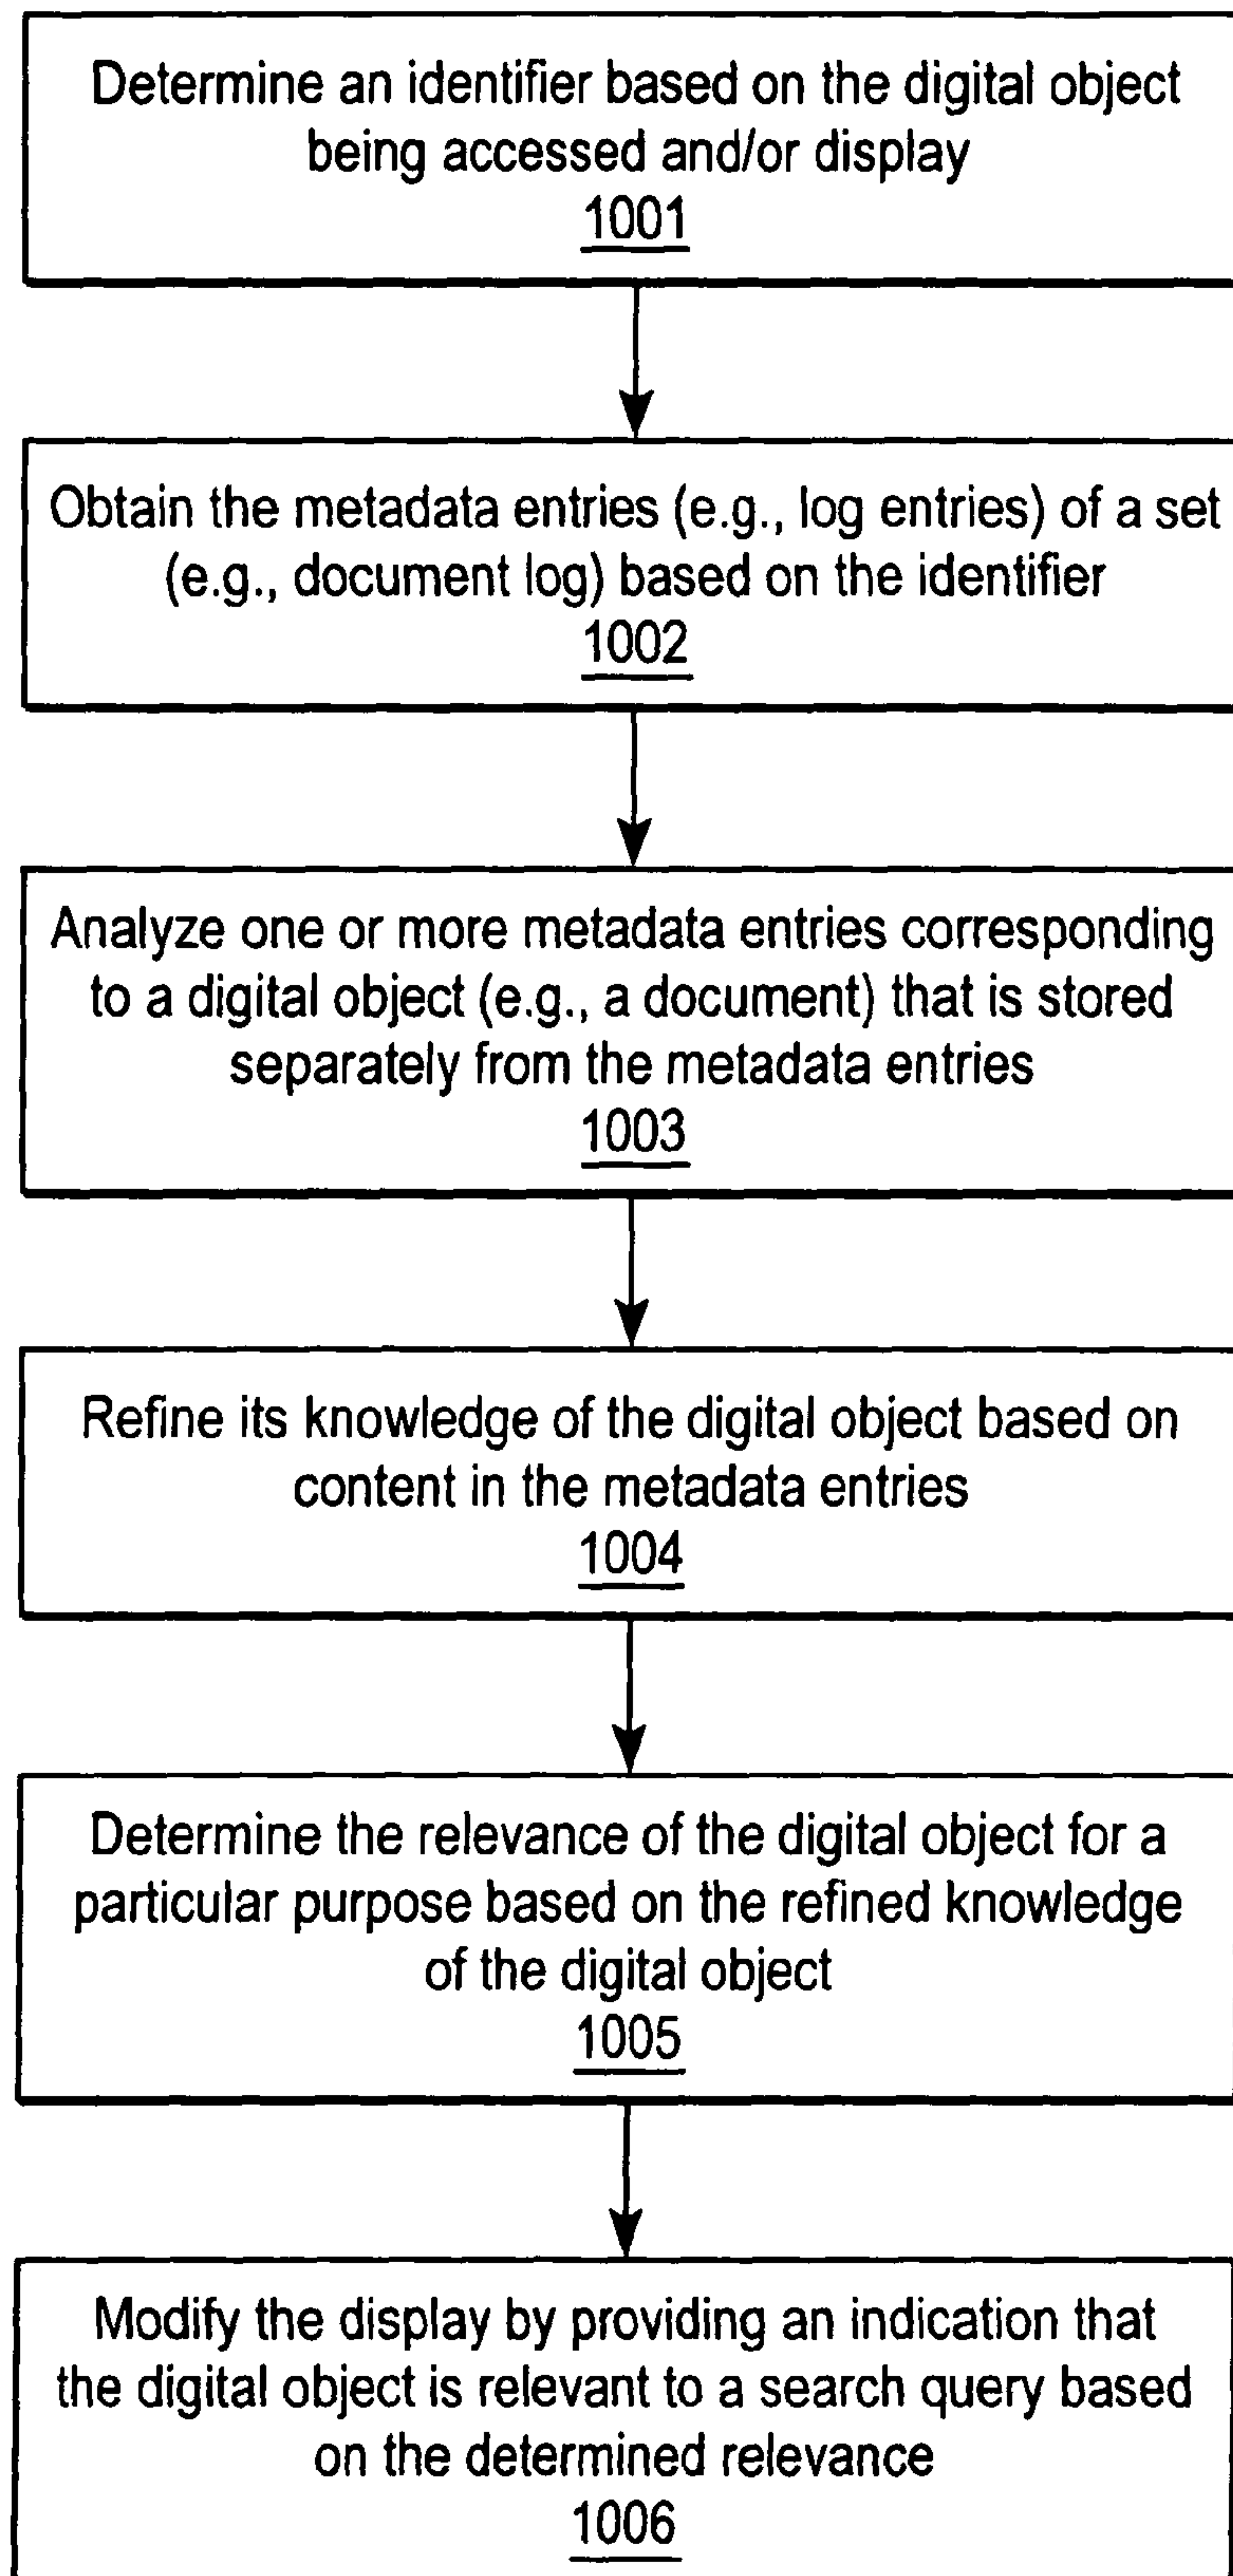 Determine an identifier based on the digital object
being accessed and/or display
1001
Obtain the metadata entries (e.g., log entries) of a set
(e.g., document log) based on the identifier
1002
Analyze one or more metadata entries corresponding
to a digital object (e.g., a document) that is stored
separately from the metadata entries
1003
Refine its knowledge of the digital object based on
content in the metadata entries
1004
Determine the relevance of the digital object for a
particular purpose based on the refined knowledge
of the digital object
1005
Modify the display by providing an indication that
the digital object is relevant to a search query based
on the determined relevance
1006